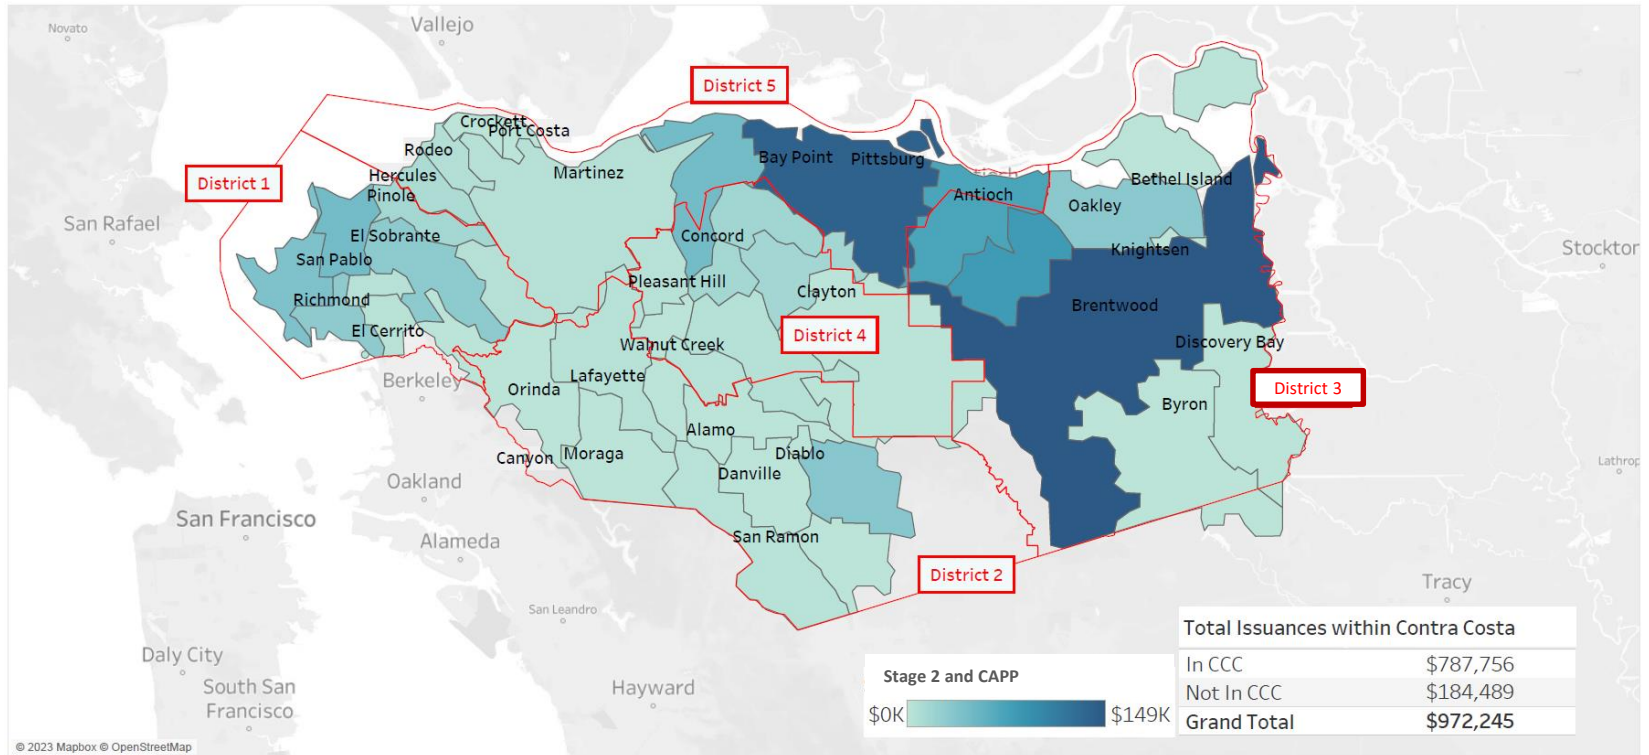 Novato
Vallejo
District 5
Crockett
Port Costa
Rodeo
Bay Point
Pittsburg
Martinez
Hercules
District 1
Pinole
Antioch
Bethel Island
Oakley
San Rafael
El Sobrante
Concord
Knightsen
Stockton
San Pablo
Pleasant Hill
Clayton
Richmond
Brentwood
El Cerrito
District 4
Walnut Creek
Discovery Bay
Berkeley
Orinda
Lafayette
District 3
Byron
Alamo
Canyon
Moraga
Diablo
Danville
Lathrop
Oakland
San Francisco
San Ramon
Alameda
District 2
Tracy
San Leandro
Daly City
South San
Francisco
Hayward
Stage 2 and CAPP
$0K
$149K
Total Issuances within Contra Costa
In CCC $787,756
Not In CCC $184,489
Grand Total $972,245
© 2023 Mapbox © OpenStreetMap